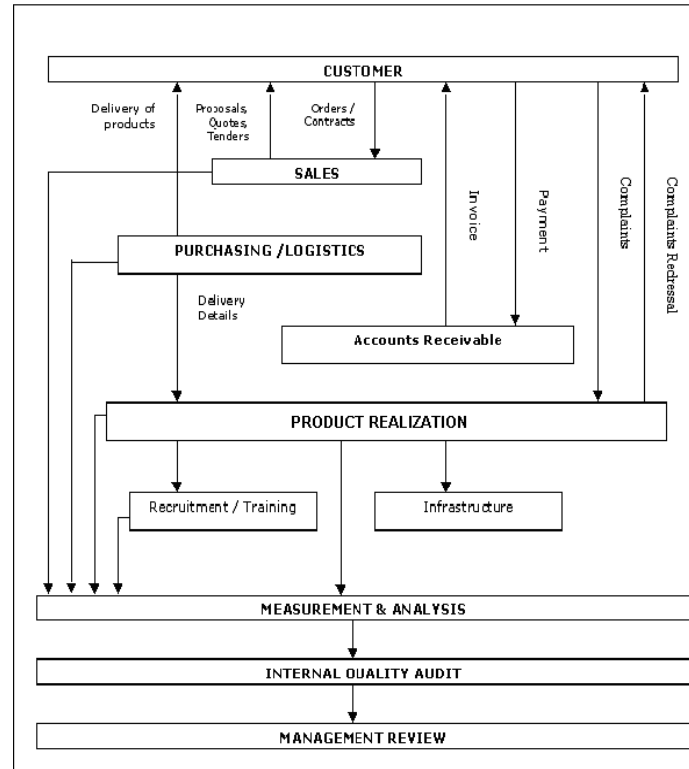 CUSTOMER
Delivery of
products
Proposals,
Quotes,
Tenders
Orders /
Contracts
SALES
Invoice
Payment
Complaints
Complaints Redressal
PURCHASING /LOGISTICS
Delivery
Details
Accounts Receivable
PRODUCT REALIZATION
Recruitment / Training
Infrastructure
MEASUREMENT & ANALYSIS
INTERNAL QUALITY AUDIT
MANAGEMENT REVIEW